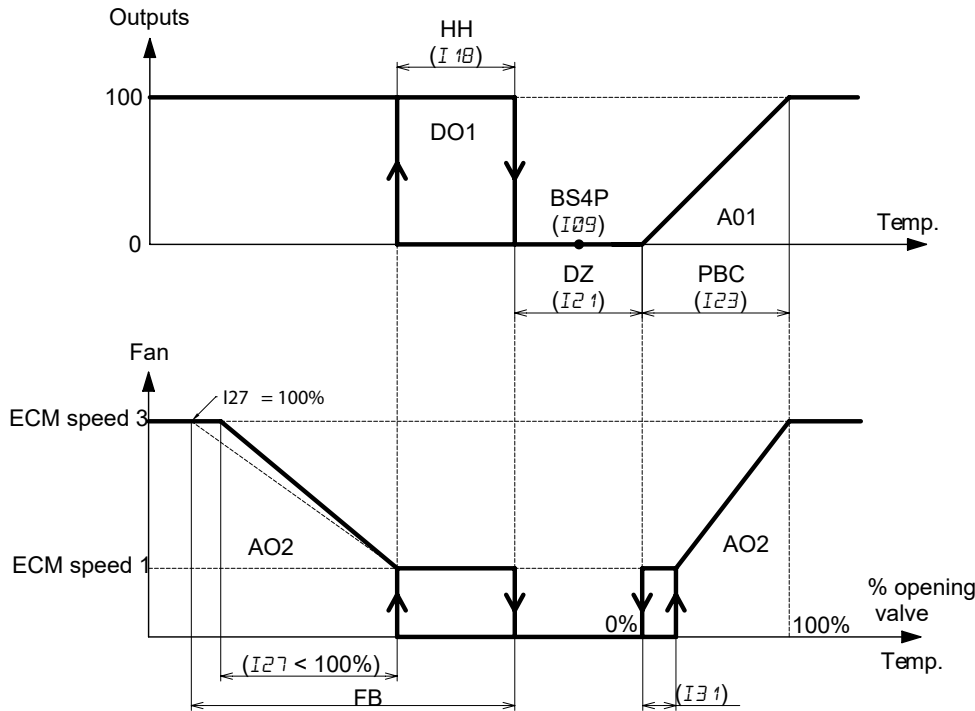 Outputs
HH
(I18)
100
DO1
BS4P
(I09)
A01
Temp.
0
DZ
(I21)
PBC
(I23)
Fan
I27 = 100%
ECM speed 3
AO2
AO2
ECM speed 1
% opening
valve
0%
100%
Temp.
(I27 < 100%)
(I31)
FB